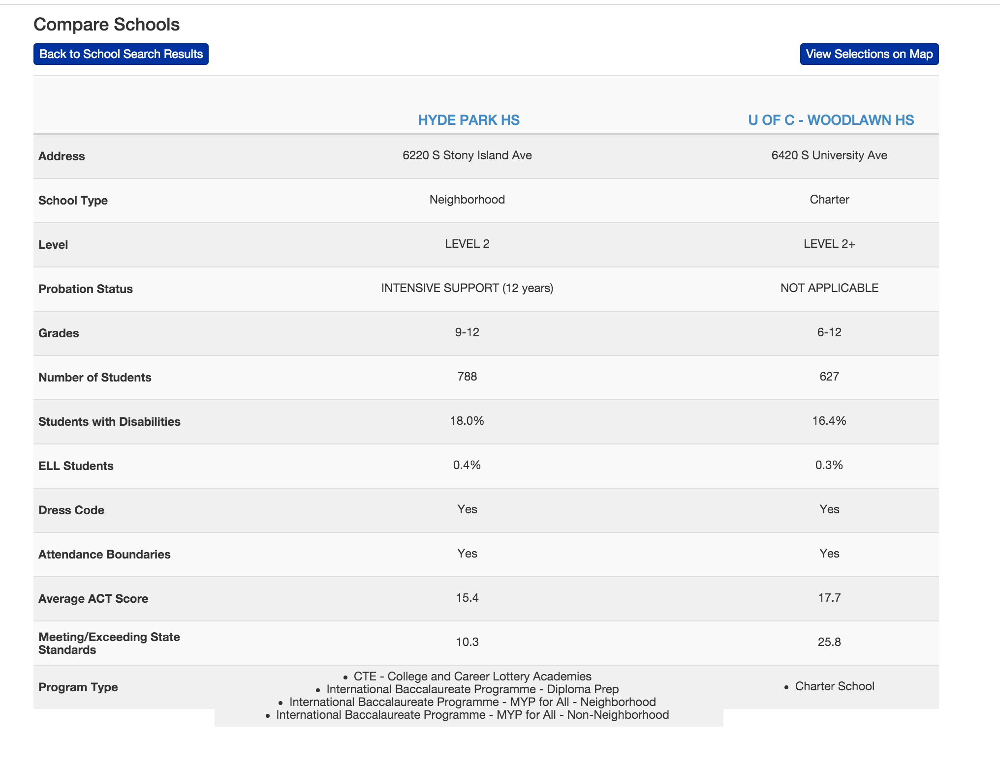 Compare Schools
Back to School Search Results
View Selections on Map
HYDE PARK HS
U OF C - WOODLAWN HS
Address
6220 S Stony Island Ave
6420 S University Ave
School Type
Neighborhood
Charter
Level
LEVEL 2
LEVEL 2+
Probation Status
INTENSIVE SUPPORT (12 years)
NOT APPLICABLE
Grades
9-12
6-12
Number of Students
788
627
Students with Disabilities
18.0%
16.4%
ELL Students
0.4%
0.3%
Dress Code
Yes
Yes
Attendance Boundaries
Yes
Yes
Average ACT Score
15.4
17.7
Meeting/Exceeding State
Standards
10.3
25.8
Program Type
• CTE - College and Career Lottery Academies
• International Baccalaureate Programme - Diploma Prep
• International Baccalaureate Programme - MYP for All - Neighborhood
• International Baccalaureate Programme - MYP for All - Non-Neighborhood
• Charter School